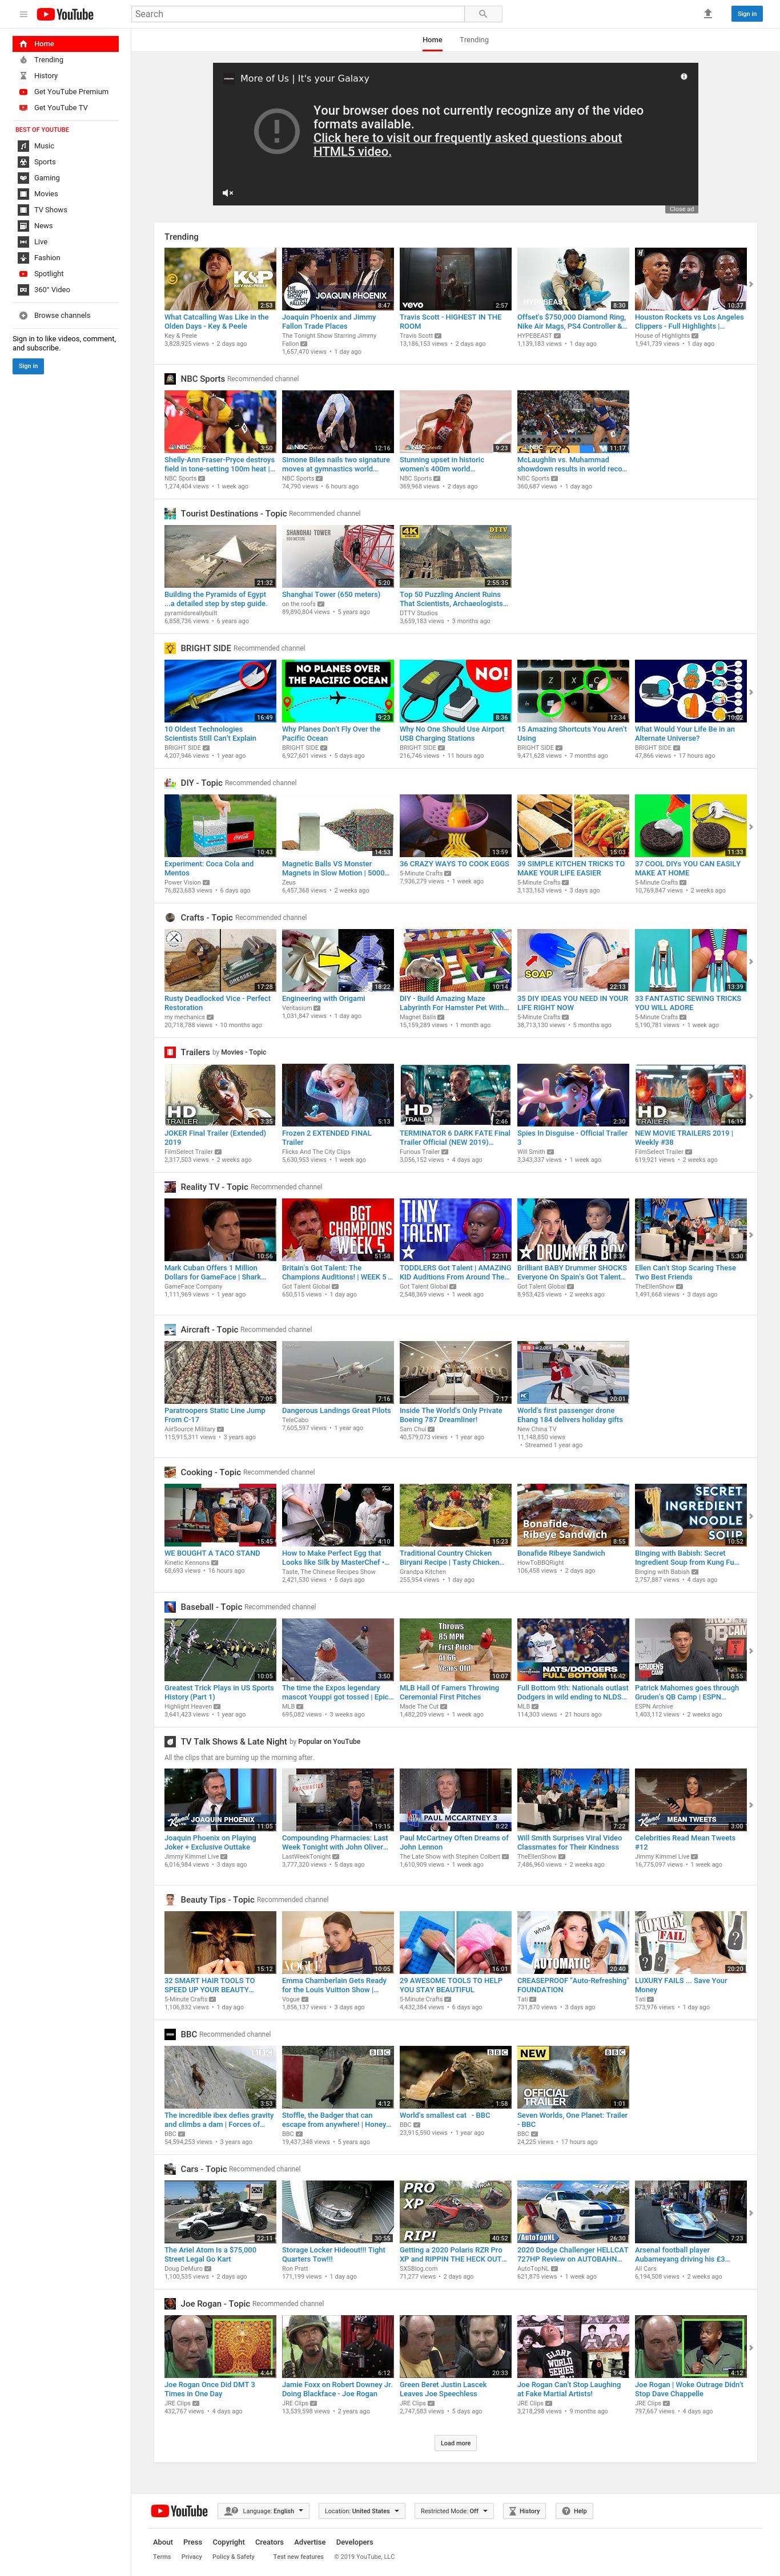 YouTube
Search
Sign in
Home
Trending
Home
Trending
History
Get YouTube Premium
Get YouTube TV
BEST OF YOUTUBE
Music
Sports
Gaming
Movies
TV Shows
News
Live
Fashion
Spotlight
360° Video
Browse channels
Sign in to like videos, comment, and subscribe.
Sign in
More of Us | It's your Galaxy
Your browser does not currently recognize any of the video
formats available.
Click here to visit our frequently asked questions about
HTML5 video.
Close ad
Trending
What Catcalling Was Like in the Olden Days - Key & Peele
Key & Peele
3,828,925 views • 2 days ago
Joaquin Phoenix and Jimmy Fallon Trade Places
The Tonight Show Starring Jimmy Fallon
1,657,470 views • 1 day ago
Travis Scott - HIGHEST IN THE ROOM
Travis Scott
13,186,153 views • 2 days ago
Offset's $750,000 Diamond Ring, Nike Air Mags, PS4 Controller &...
HYPEBEAST
1,139,183 views • 1 day ago
Houston Rockets vs Los Angeles Clippers - Full Highlights |...
House of Highlights
1,941,739 views • 1 day ago
NBC Sports Recommended channel
Shelly-Ann Fraser-Pryce destroys field in tone-setting 100m heat |...
NBC Sports
1,274,404 views • 1 week ago
Simone Biles nails two signature moves at gymnastics world...
NBC Sports
74,790 views • 6 hours ago
Stunning upset in historic women's 400m world...
NBC Sports
369,968 views • 2 days ago
McLaughlin vs. Muhammad showdown results in world reco...
NBC Sports
360,687 views • 1 day ago
Tourist Destinations - Topic Recommended channel
Building the Pyramids of Egypt ...a detailed step by step guide.
pyramidsreallybuilt
6,858,736 views • 6 years ago
Shanghai Tower (650 meters)
on the roofs
89,890,804 views • 5 years ago
Top 50 Puzzling Ancient Ruins That Scientists, Archaeologists...
DTTV Studios
3,659,183 views • 3 months ago
BRIGHT SIDE Recommended channel
10 Oldest Technologies Scientists Still Can't Explain
BRIGHT SIDE
4,207,946 views • 1 year ago
Why Planes Don't Fly Over the Pacific Ocean
BRIGHT SIDE
6,927,601 views • 5 days ago
Why No One Should Use Airport USB Charging Stations
BRIGHT SIDE
216,746 views • 11 hours ago
15 Amazing Shortcuts You Aren't Using
BRIGHT SIDE
9,471,628 views • 7 months ago
What Would Your Life Be in an Alternate Universe?
BRIGHT SIDE
47,866 views • 17 hours ago
DIY - Topic Recommended channel
Experiment: Coca Cola and Mentos
Power Vision
76,823,683 views • 6 days ago
Magnetic Balls VS Monster Magnets in Slow Motion | 5000...
Zeus
6,457,368 views • 2 weeks ago
36 CRAZY WAYS TO COOK EGGS
5-Minute Crafts
7,936,279 views • 1 week ago
39 SIMPLE KITCHEN TRICKS TO MAKE YOUR LIFE EASIER
5-Minute Crafts
3,133,163 views • 3 days ago
37 COOL DIYs YOU CAN EASILY MAKE AT HOME
5-Minute Crafts
10,769,847 views • 2 weeks ago
Crafts - Topic Recommended channel
Rusty Deadlocked Vice - Perfect Restoration
my mechanics
20,718,788 views • 10 months ago
Engineering with Origami
Veritasium
1,031,847 views • 1 day ago
DIY - Build Amazing Maze Labyrinth For Hamster Pet With...
Magnet Balls
15,159,289 views • 1 month ago
35 DIY IDEAS YOU NEED IN YOUR LIFE RIGHT NOW
5-Minute Crafts
38,713,130 views • 5 months ago
33 FANTASTIC SEWING TRICKS YOU WILL ADORE
5-Minute Crafts
5,190,781 views • 1 week ago
Trailers by Movies - Topic
JOKER Final Trailer (Extended) 2019
FilmSelect Trailer
2,317,503 views • 2 weeks ago
Frozen 2 EXTENDED FINAL Trailer
Flicks And The City Clips
5,630,953 views • 1 week ago
TERMINATOR 6 DARK FATE Final Trailer Official (NEW 2019)...
Furious Trailer
3,056,152 views • 4 days ago
Spies In Disguise - Official Trailer 3
Will Smith
3,343,337 views • 1 week ago
NEW MOVIE TRAILERS 2019 | Weekly #38
FilmSelect Trailer
619,921 views • 2 weeks ago
Reality TV - Topic Recommended channel
Mark Cuban Offers 1 Million Dollars for GameFace | Shark...
GameFace Company
1,111,969 views • 1 year ago
Britain's Got Talent: The Champions Auditions! | WEEK 5...
Got Talent Global
650,515 views • 1 day ago
TODDLERS Got Talent | AMAZING KID Auditions From Around The...
Got Talent Global
2,548,369 views • 1 week ago
Brilliant BABY Drummer SHOCKS Everyone On Spain's Got Talent...
Got Talent Global
8,953,425 views • 2 weeks ago
Ellen Can't Stop Scaring These Two Best Friends
TheEllenShow
1,491,668 views • 3 days ago
Aircraft - Topic Recommended channel
Paratroopers Static Line Jump From C-17
AiirSource Military
115,915,311 views • 3 years ago
Dangerous Landings Great Pilots
TeleCabo
7,605,597 views • 1 year ago
Inside The World's Only Private Boeing 787 Dreamliner!
Sam Chui
40,579,073 views • 1 year ago
World's first passenger drone Ehang 184 delivers holiday gifts
New China TV
11,148,850 views
• Streamed 1 year ago
Cooking - Topic Recommended channel
WE BOUGHT A TACO STAND
Kinetic Kennons
68,693 views • 16 hours ago
How to Make Perfect Egg that Looks like Silk by MasterChef •...
Taste, The Chinese Recipes Show
2,421,530 views • 5 days ago
Traditional Country Chicken Biryani Recipe | Tasty Chicken...
Grandpa Kitchen
255,954 views • 1 day ago
Bonafide Ribeye Sandwich
HowToBBQRight
106,458 views • 2 days ago
Binging with Babish: Secret Ingredient Soup from Kung Fu...
Binging with Babish
2,757,887 views • 4 days ago
Baseball - Topic Recommended channel
Greatest Trick Plays in US Sports History (Part 1)
Highlight Heaven
3,641,423 views • 1 year ago
The time the Expos legendary mascot Youppi got tossed | Epic...
MLB
695,082 views • 3 weeks ago
MLB Hall Of Famers Throwing Ceremonial First Pitches
Made The Cut
1,482,209 views • 1 week ago
Full Bottom 9th: Nationals outlast Dodgers in wild ending to NLDS...
MLB
114,303 views • 21 hours ago
Patrick Mahomes goes through Gruden's QB Camp | ESPN...
ESPN Archive
1,403,112 views • 2 weeks ago
TV Talk Shows & Late Night by Popular on YouTube
All the clips that are burning up the morning after.
Joaquin Phoenix on Playing Joker + Exclusive Outtake
Jimmy Kimmel Live
6,016,984 views • 3 days ago
Compounding Pharmacies: Last Week Tonight with John Oliver...
LastWeekTonight
3,777,320 views • 5 days ago
Paul McCartney Often Dreams of John Lennon
The Late Show with Stephen Colbert
1,610,909 views • 1 week ago
Will Smith Surprises Viral Video Classmates for Their Kindness
TheEllenShow
7,486,960 views • 2 weeks ago
Celebrities Read Mean Tweets #12
Jimmy Kimmel Live
16,775,097 views • 1 week ago
Beauty Tips - Topic Recommended channel
32 SMART HAIR TOOLS TO SPEED UP YOUR BEAUTY...
5-Minute Crafts
1,106,832 views • 1 day ago
Emma Chamberlain Gets Ready for the Louis Vuitton Show |...
Vogue
1,856,137 views • 3 days ago
29 AWESOME TOOLS TO HELP YOU STAY BEAUTIFUL
5-Minute Crafts
4,432,384 views • 6 days ago
CREASEPROOF "Auto-Refreshing" FOUNDATION
Tati
731,870 views • 3 days ago
LUXURY FAILS ... Save Your Money
Tati
573,976 views • 1 day ago
BBC Recommended channel
The incredible ibex defies gravity and climbs a dam | Forces of...
BBC
54,594,253 views • 3 years ago
Stoffle, the Badger that can escape from anywhere! | Honey...
BBC
19,437,348 views • 5 years ago
World's smallest cat - BBC
BBC
23,915,590 views • 1 year ago
Seven Worlds, One Planet: Trailer - BBC
BBC
24,225 views • 17 hours ago
Cars - Topic Recommended channel
The Ariel Atom Is a $75,000 Street Legal Go Kart
Doug DeMuro
1,100,535 views • 2 days ago
Storage Locker Hideout!!! Tight Quarters Tow!!!
Ron Pratt
171,199 views • 1 day ago
Getting a 2020 Polaris RZR Pro XP and RIPPIN THE HECK OUT...
SXSBlog.com
71,277 views • 2 days ago
2020 Dodge Challenger HELLCAT 727HP Review on AUTOBAHN...
AutoTopNL
621,875 views • 1 week ago
Arsenal football player Aubameyang driving his £3...
All Cars
6,194,508 views • 2 weeks ago
Joe Rogan - Topic Recommended channel
Joe Rogan Once Did DMT 3 Times in One Day
JRE Clips
432,767 views • 4 days ago
Jamie Foxx on Robert Downey Jr. Doing Blackface - Joe Rogan
JRE Clips
13,539,598 views • 2 years ago
Green Beret Justin Lascek Leaves Joe Speechless
JRE Clips
2,747,583 views • 5 days ago
Joe Rogan Can't Stop Laughing at Fake Martial Artists!
JRE Clips
3,218,298 views • 9 months ago
Joe Rogan | Woke Outrage Didn't Stop Dave Chappelle
JRE Clips
797,667 views • 4 days ago
Load more
YouTube
Language: English
Location: United States
Restricted Mode: Off
History
Help
About Press Copyright Creators Advertise Developers
Terms Privacy Policy & Safety Test new features © 2019 YouTube, LLC